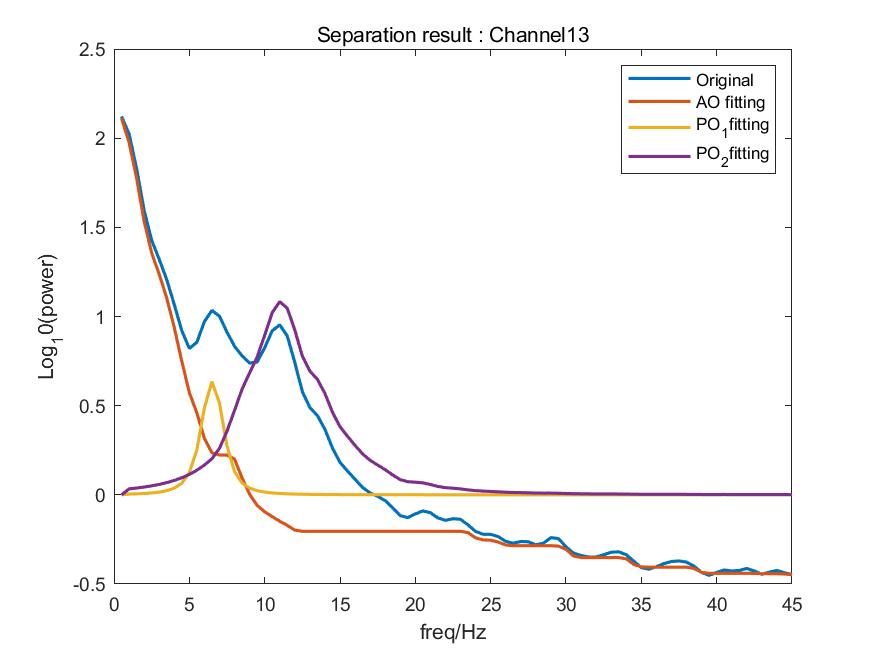 Separation result : Channel13
2.5
2
1.5
1
0.5
0
-0.5
Log₁0(power)
0 5 10 15 20 25 30 35 40 45
freq/Hz
Original
AO fitting
PO₁fitting
PO₂fitting